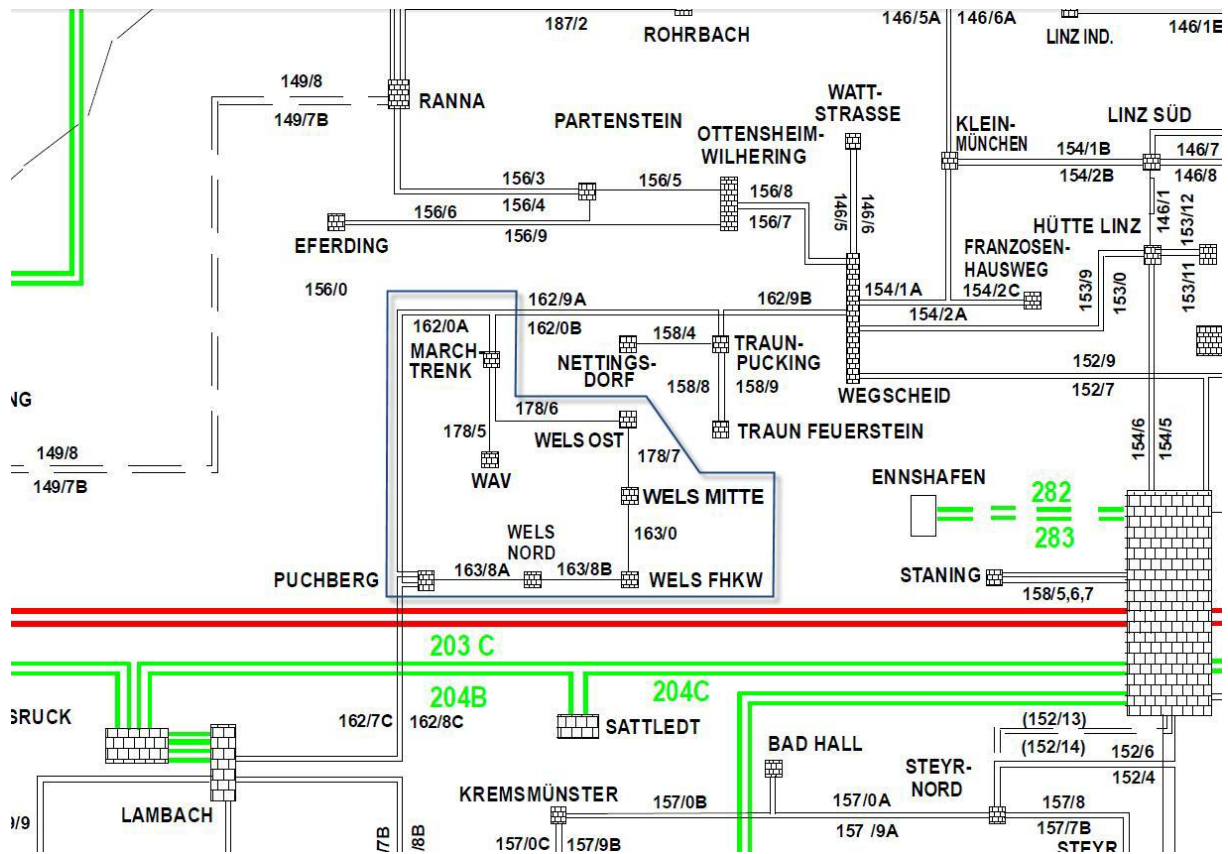 187/2
ROHRBACH
146/5A
146/6A
LINZ IND.
146/1E
149/8
149/7B
RANNA
PARTENSTEIN
WATT-
STRASSE
OTTENSHEIM-
WILHERING
KLEIN-
MÜNCHEN
LINZ SÜD
154/1B
154/2B
146/7
146/8
156/3
156/4
156/5
156/8
156/7
146/5
146/6
146/1
153/12
156/6
156/9
EFERDING
HÜTTE LINZ
FRANZOSEN-
HAUSWEG
153/9
153/0
153/11
156/0
162/9A
162/9B
154/1A
154/2C
154/2A
162/0A
162/0B
158/4
MARCH-
TRENK
NETTINGS-
DORF
TRAUN-
PUCKING
158/8
158/9
152/9
152/7
WEGSCHEID
NG
178/6
178/5
WELS OST
TRAUN FEUERSTEIN
154/6
154/5
149/8
149/7B
178/7
WAV
ENNSHAFEN
282
283
WELS MITTE
WELS
NORD
163/0
PUCHBERG
163/8A
163/8B
WELS FHKW
STANING
158/5,6,7
203 C
204B
204C
SRUCK
162/7C
162/8C
SATTLEDT
(152/13)
(152/14)
152/6
152/4
BAD HALL
STEYR-
NORD
LAMBACH
KREMSMÜNSTER
157/0B
157/0A
157/8
9/9
7B
8B
157/0C
157/9B
157 /9A
157/7B
STEYR